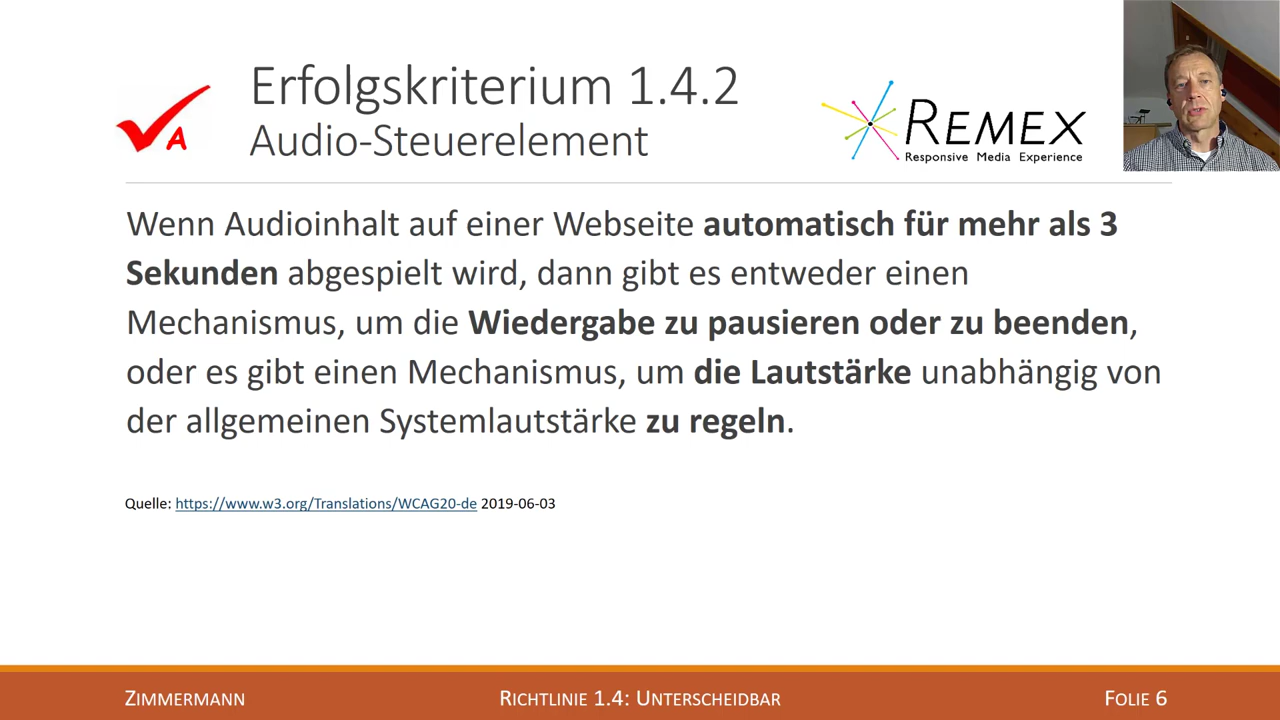 Erfolgskriterium 1.4.2
Audio-Steuerelement
A
REMEX
Responsive Media Experience
Wenn Audioinhalt auf einer Webseite automatisch für mehr als 3
Sekunden abgespielt wird, dann gibt es entweder einen
Mechanismus, um die Wiedergabe zu pausieren oder zu beenden,
oder es gibt einen Mechanismus, um die Lautstärke unabhängig von
der allgemeinen Systemlautstärke zu regeln.
Quelle: https://www.w3.org/Translations/WCAG20-de 2019-06-03
ZIMMERMANN
RICHTLINIE 1.4: UNTERSCHEIDBAR
FOLIE 6